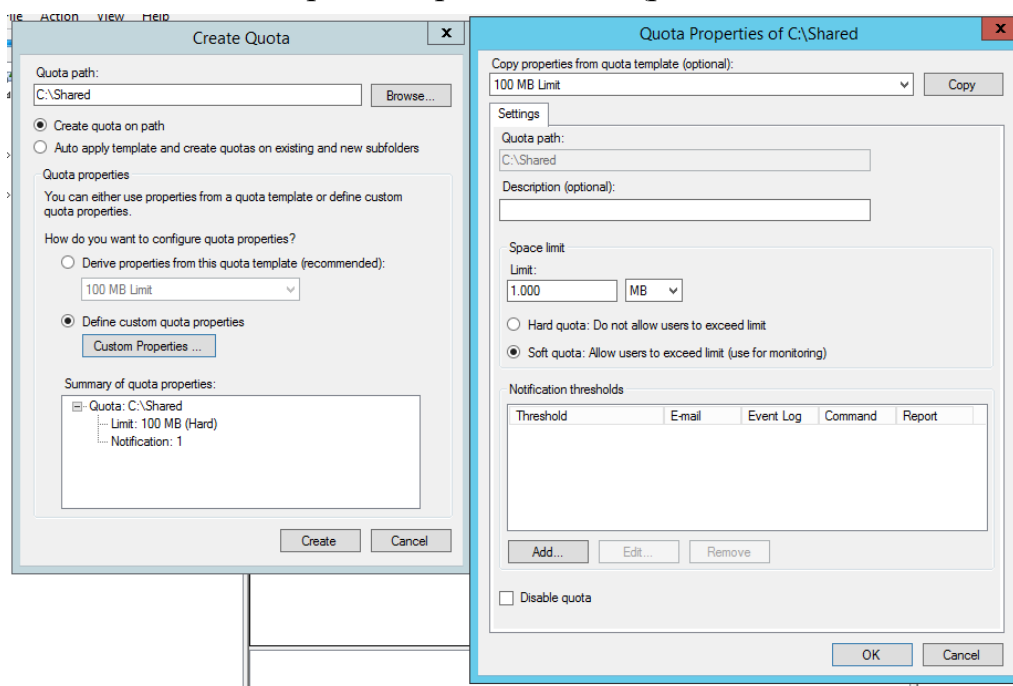 Action View Help
Create Quota
x
Quota path:
C:\Shared
Browse...
Create quota on path
Auto apply template and create quotas on existing and new subfolders
Quota properties
You can either use properties from a quota template or define custom
quota properties.
How do you want to configure quota properties?
Derive properties from this quota template (recommended):
100 MB Limit
Define custom quota properties
Custom Properties ...
Summary of quota properties:
Quota: C:\Shared
Limit: 100 MB (Hard)
Notification: 1
Create Cancel
Quota Properties of C:\Shared
x
Copy properties from quota template (optional):
100 MB Limit
Copy
Settings
Quota path:
C:\Shared
Description (optional):
Space limit
Limit:
1.000 MB
Hard quota: Do not allow users to exceed limit
Soft quota: Allow users to exceed limit (use for monitoring)
Notification thresholds
Threshold E-mail Event Log Command Report
Add... Edit... Remove
Disable quota
OK Cancel